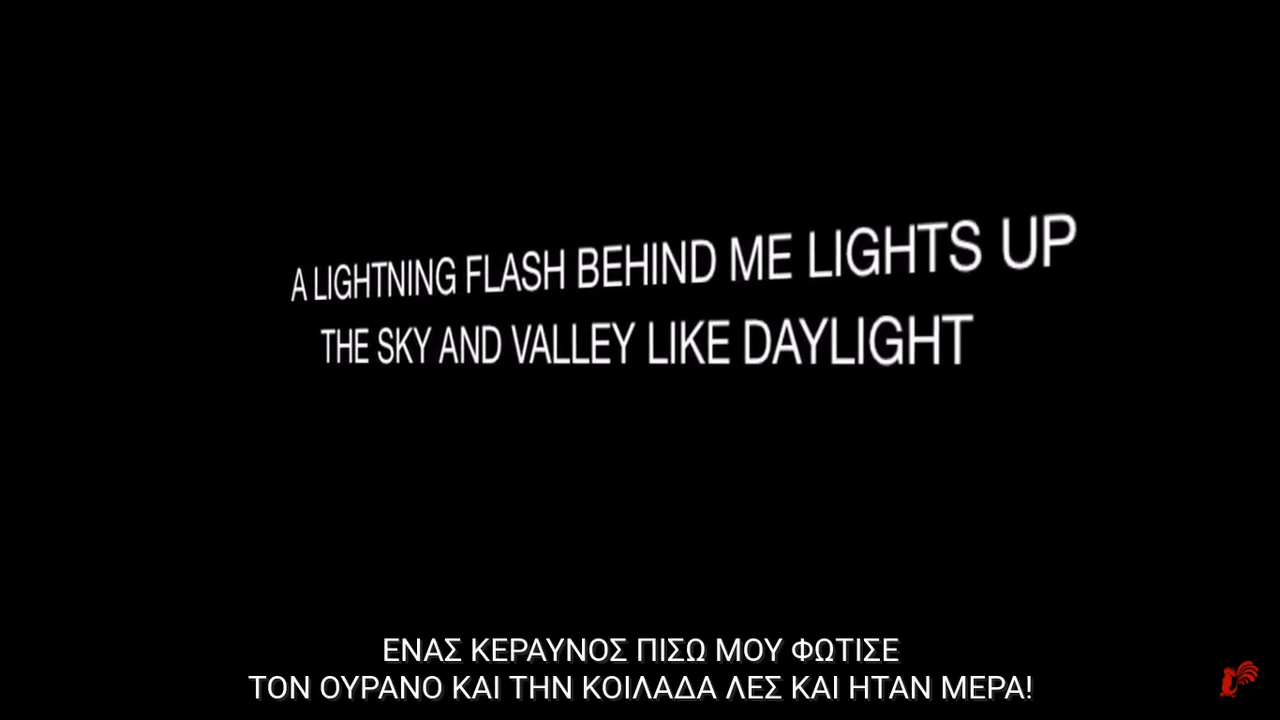 A LIGHTNING FLASH BEHIND ME LIGHTS UP
THE SKY AND VALLEY LIKE DAYLIGHT
ΕΝΑΣ ΚΕΡΑΥΝΟΣ ΠΙΣΩ ΜΟΥ ΦΩΤΙΣΕ
ΤΟΝ ΟΥΡΑΝΟ ΚΑΙ ΤΗΝ ΚΟΙΛΑΔΑ ΛΕΣ ΚΑΙ ΗΤΑΝ ΜΕΡΑ!